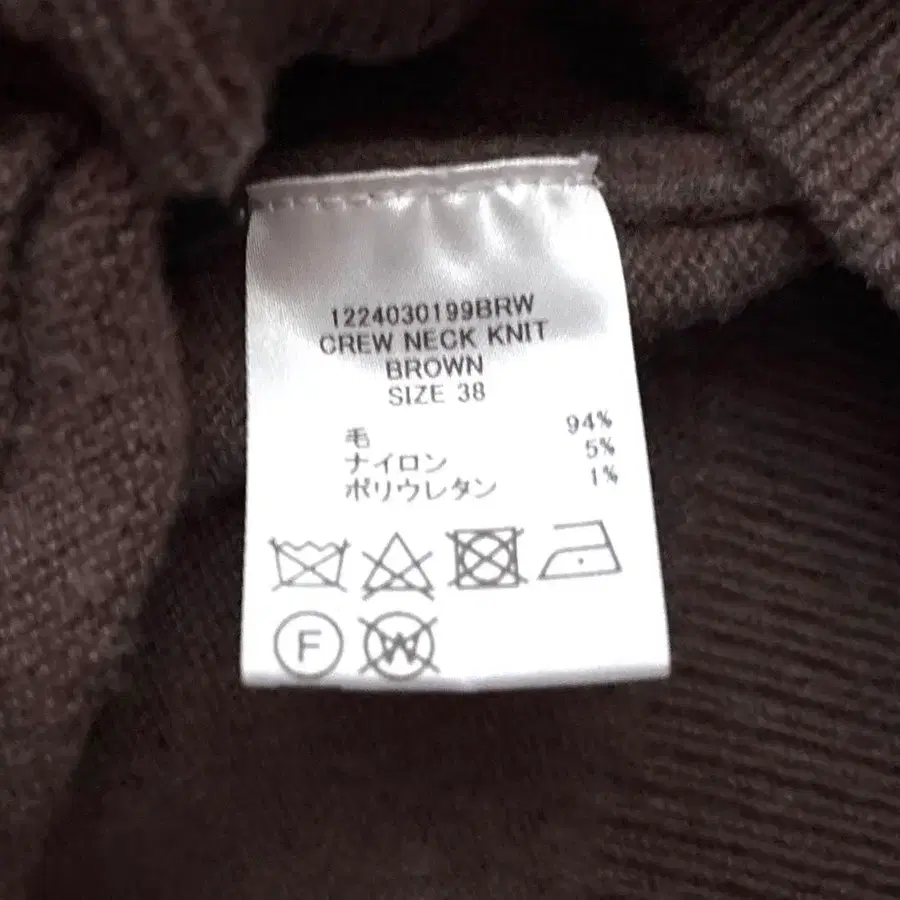 1224030199BRW
CREW NECK KNIT
BROWN
SIZE 38
毛 94%
ナイロン 5%
ポリウレタン 1%
F W